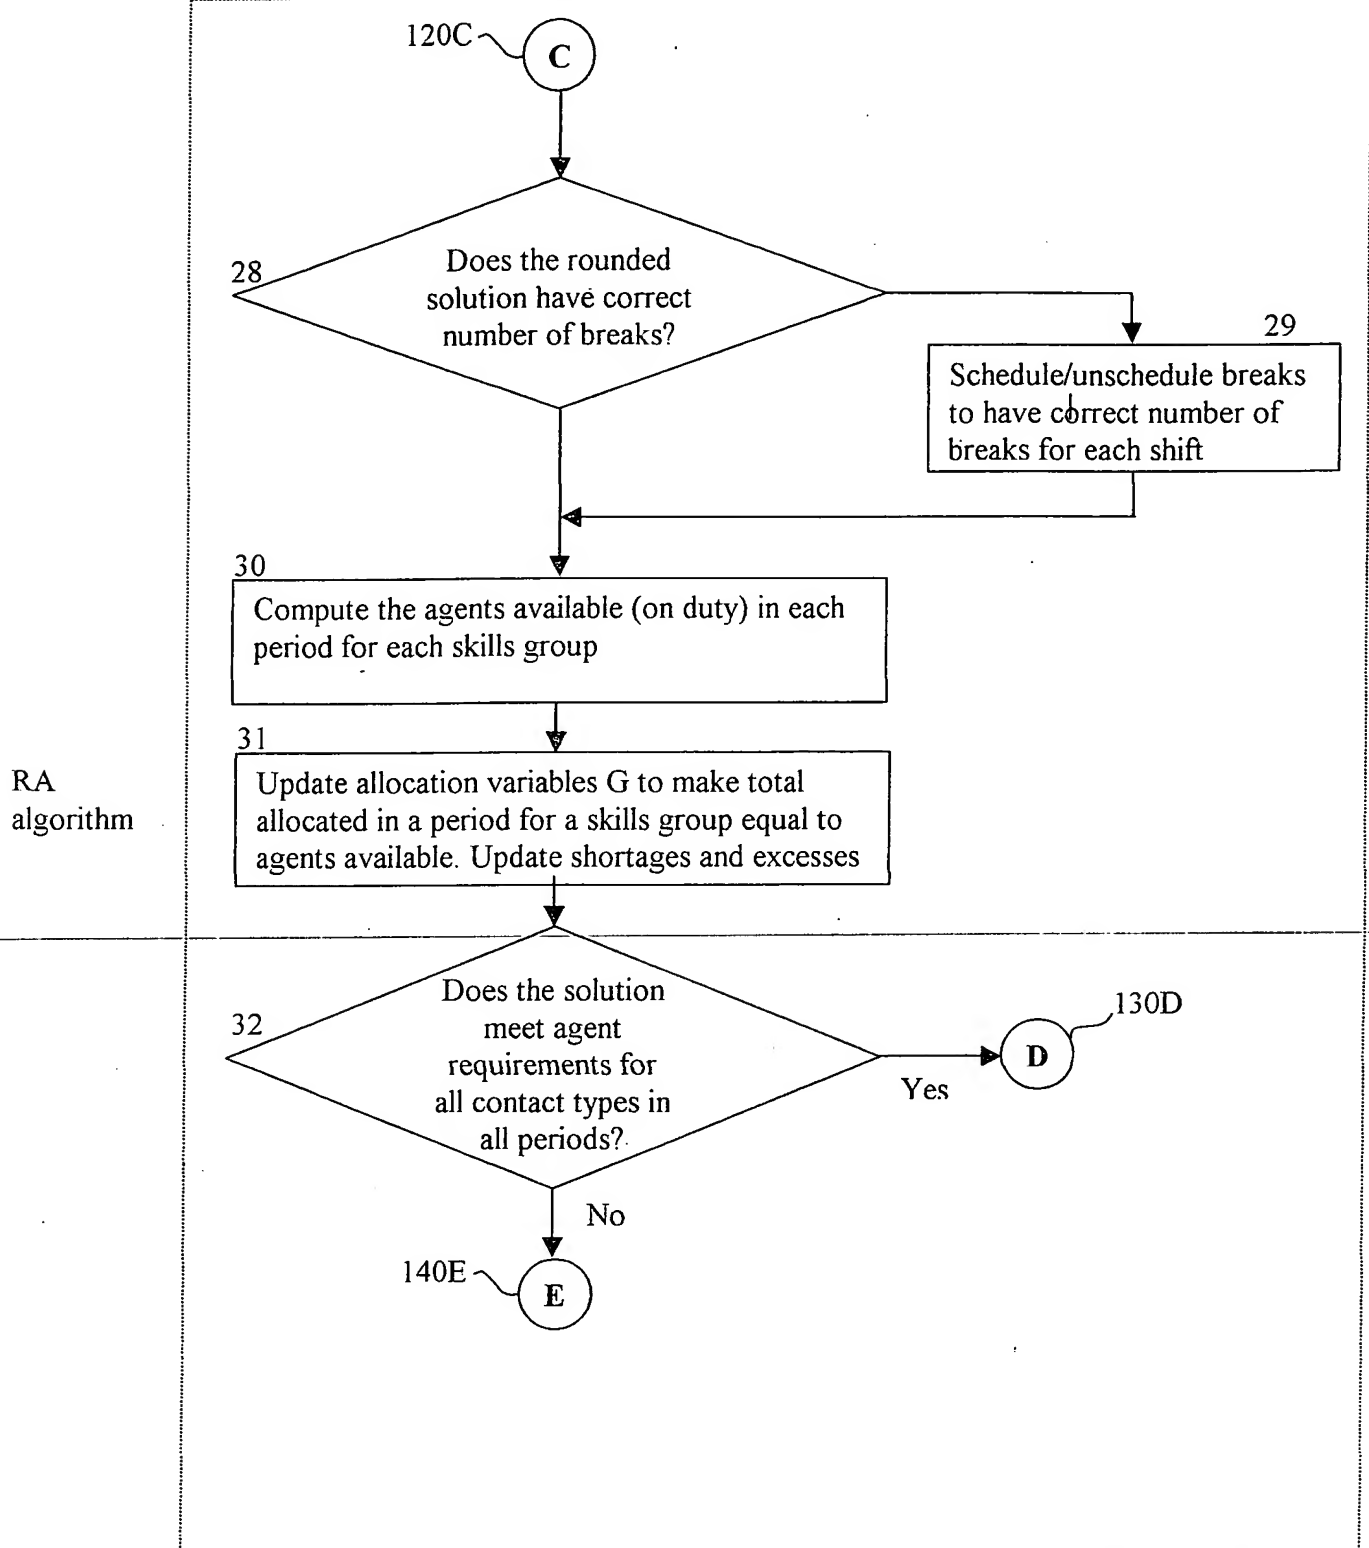 120C
C
28
Does the rounded
solution have correct
number of breaks?
29
Schedule/unschedule breaks
to have correct number of
breaks for each shift
30
Compute the agents available (on duty) in each
period for each skills group
31
Update allocation variables G to make total
allocated in a period for a skills group equal to
agents available. Update shortages and excesses
RA
algorithm
32
Does the solution
meet agent
requirements for
all contact types in
all periods?
130D
D
Yes
No
140E
E